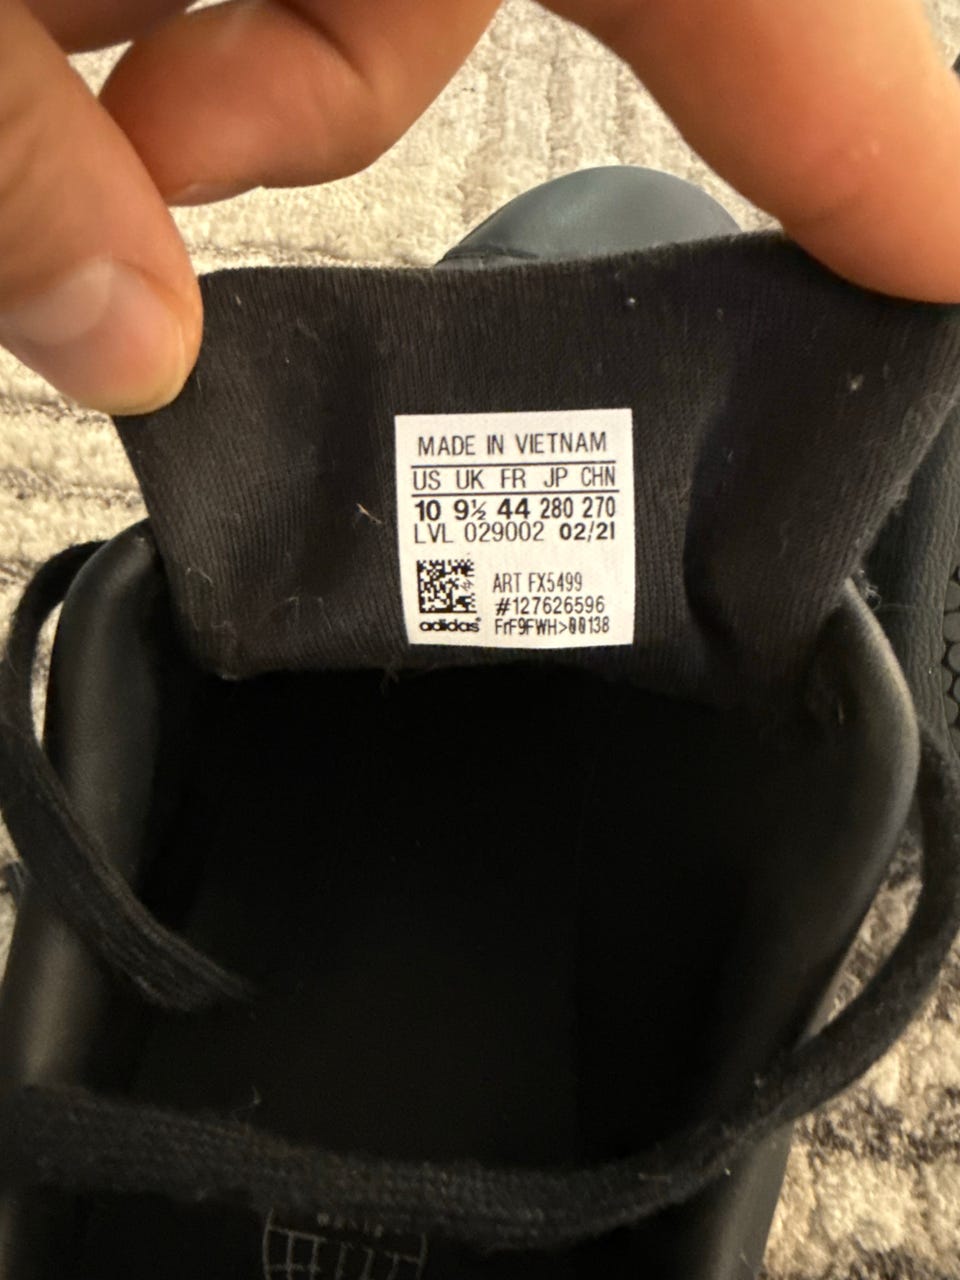 MADE IN VIETNAM
US UK FR JP CHN
10 9½ 44 280 270
LVL 029002 02/21
ART FX5499
#127626596
adidas® FrF9FWH>00138